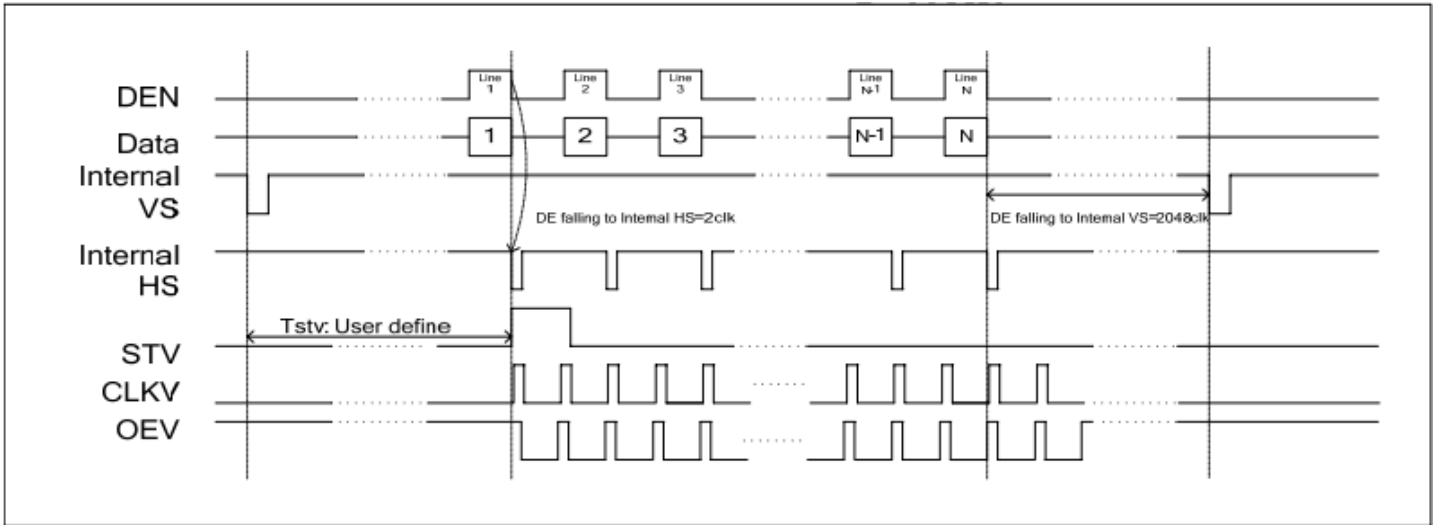 DEN
Line 1
Line 2
Line 3
Line N-1
Line N
Data
1
2
3
N-1
N
Internal VS
DE falling to Internal HS=2clk
DE falling to Internal VS=2048clk
Internal HS
Tstv: User define
STV
CLKV
OEV